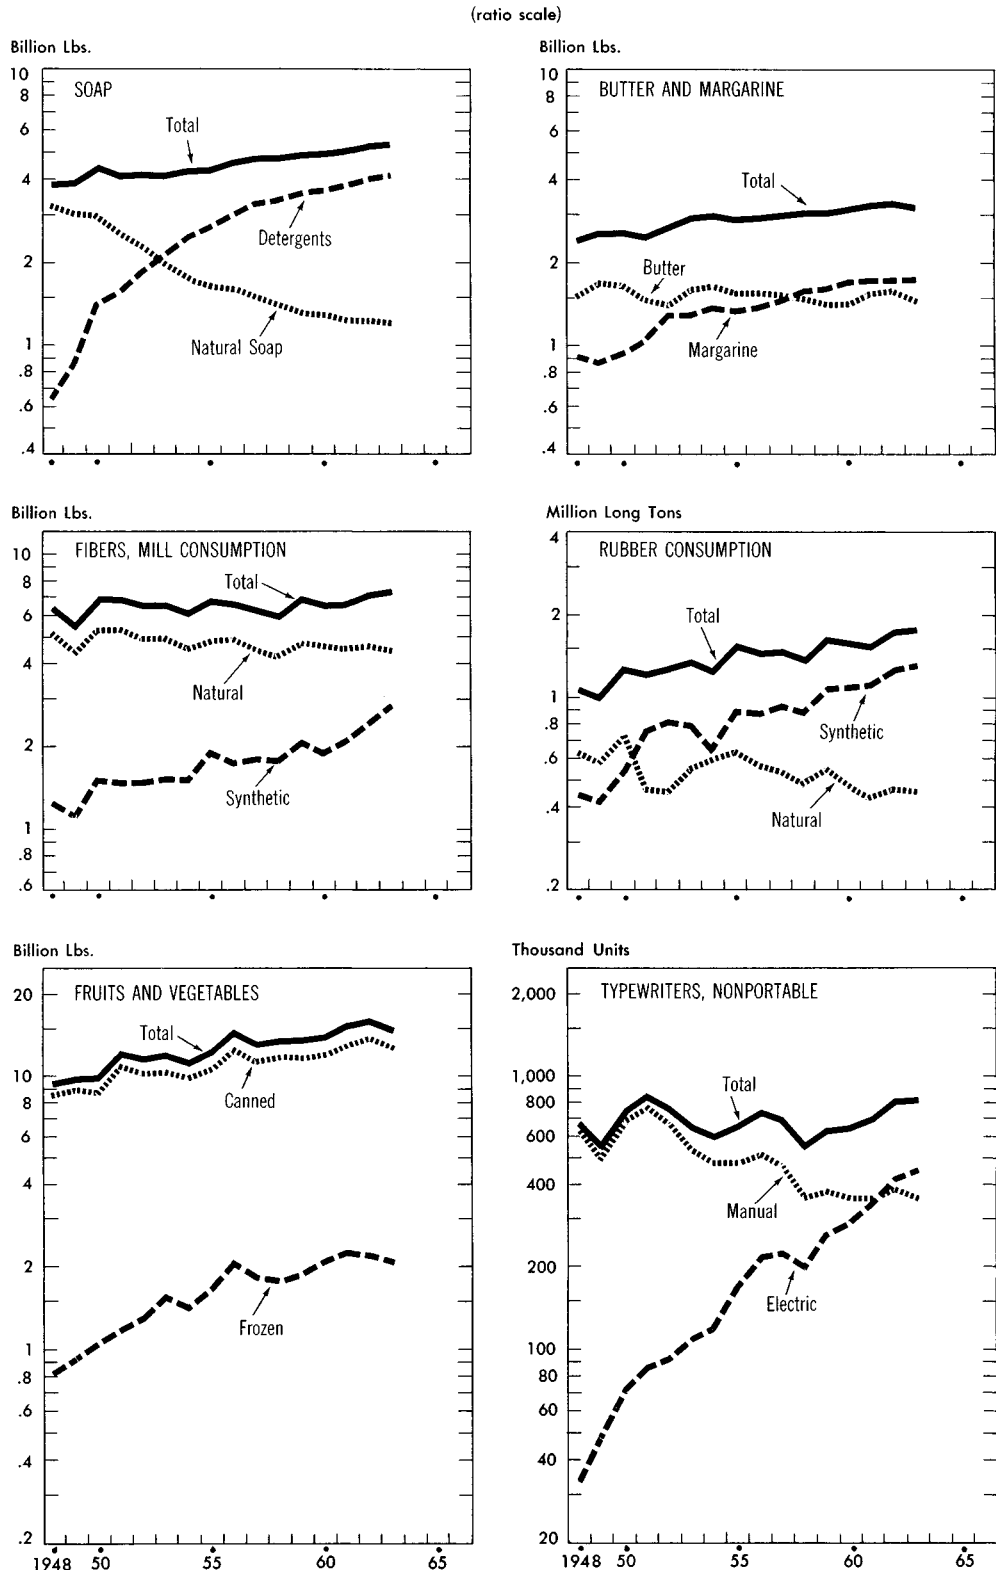 (ratio scale)
Billion Lbs.
10
8
6
4
2
1
.8
.6
.4
SOAP
Total
Detergents
Natural Soap
Billion Lbs.
10
8
6
4
2
1
.8
.6
.4
BUTTER AND MARGARINE
Total
Butter
Margarine
Billion Lbs.
10
8
6
4
2
1
.8
.6
FIBERS, MILL CONSUMPTION
Total
Natural
Synthetic
Million Long Tons
4
2
1
.8
.6
.4
.2
RUBBER CONSUMPTION
Total
Synthetic
Natural
Billion Lbs.
20
10
8
6
4
2
1
.8
.6
.4
.2
FRUITS AND VEGETABLES
Total
Canned
Frozen
1948 50 55 60 65
Thousand Units
2,000
1,000
800
600
400
200
100
80
60
40
20
TYPEWRITERS, NONPORTABLE
Total
Manual
Electric
1948 50 55 60 65